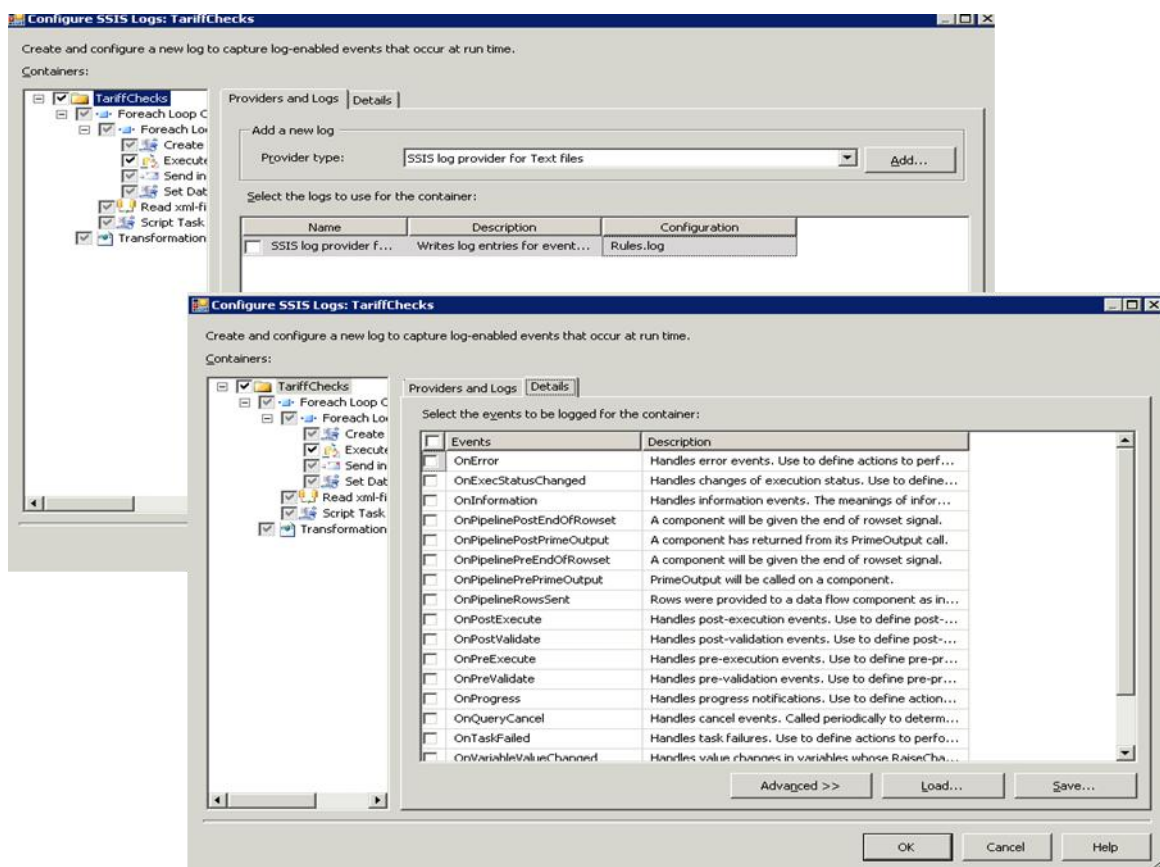 Configure SSIS Logs: TariffChecks
Create and configure a new log to capture log-enabled events that occur at run time.
Containers:
TariffChecks
Foreach Loop C
Foreach Lo
Create
Execute
Send in
Set Dat
Read xml-fi
Script Task
Transformation
Providers and Logs
Details
Add a new log
Provider type:
SSIS log provider for Text files
Add...
Select the logs to use for the container:
Name Description Configuration
SSIS log provider f... Writes log entries for event... Rules.log
Configure SSIS Logs: TariffChecks
Create and configure a new log to capture log-enabled events that occur at run time.
Containers:
TariffChecks
Foreach Loop C
Foreach Lo
Create
Execute
Send in
Set Dat
Read xml-fi
Script Task
Transformation
Providers and Logs
Details
Select the events to be logged for the container:
Events Description
OnError Handles error events. Use to define actions to perf...
OnExecStatusChanged Handles changes of execution status. Use to define...
OnInformation Handles information events. The meanings of infor...
OnPipelinePostEndOfRowset A component will be given the end of rowset signal.
OnPipelinePostPrimeOutput A component has returned from its PrimeOutput call.
OnPipelinePreEndOfRowset A component will be given the end of rowset signal.
OnPipelinePrePrimeOutput PrimeOutput will be called on a component.
OnPipelineRowsSent Rows were provided to a data flow component as in...
OnPostExecute Handles post-execution events. Use to define post-...
OnPostValidate Handles post-validation events. Use to define post-...
OnPreExecute Handles pre-execution events. Use to define pre-pr...
OnPreValidate Handles pre-validation events. Use to define pre-pr...
OnProgress Handles progress notifications. Use to define action...
OnQueryCancel Handles cancel events. Called periodically to determ...
OnTaskFailed Handles task failures. Use to define actions to perfo...
OnVariableValueChanged Handles value changes in variables whose RaiseCha...
Advanced >>
Load...
Save...
OK
Cancel
Help